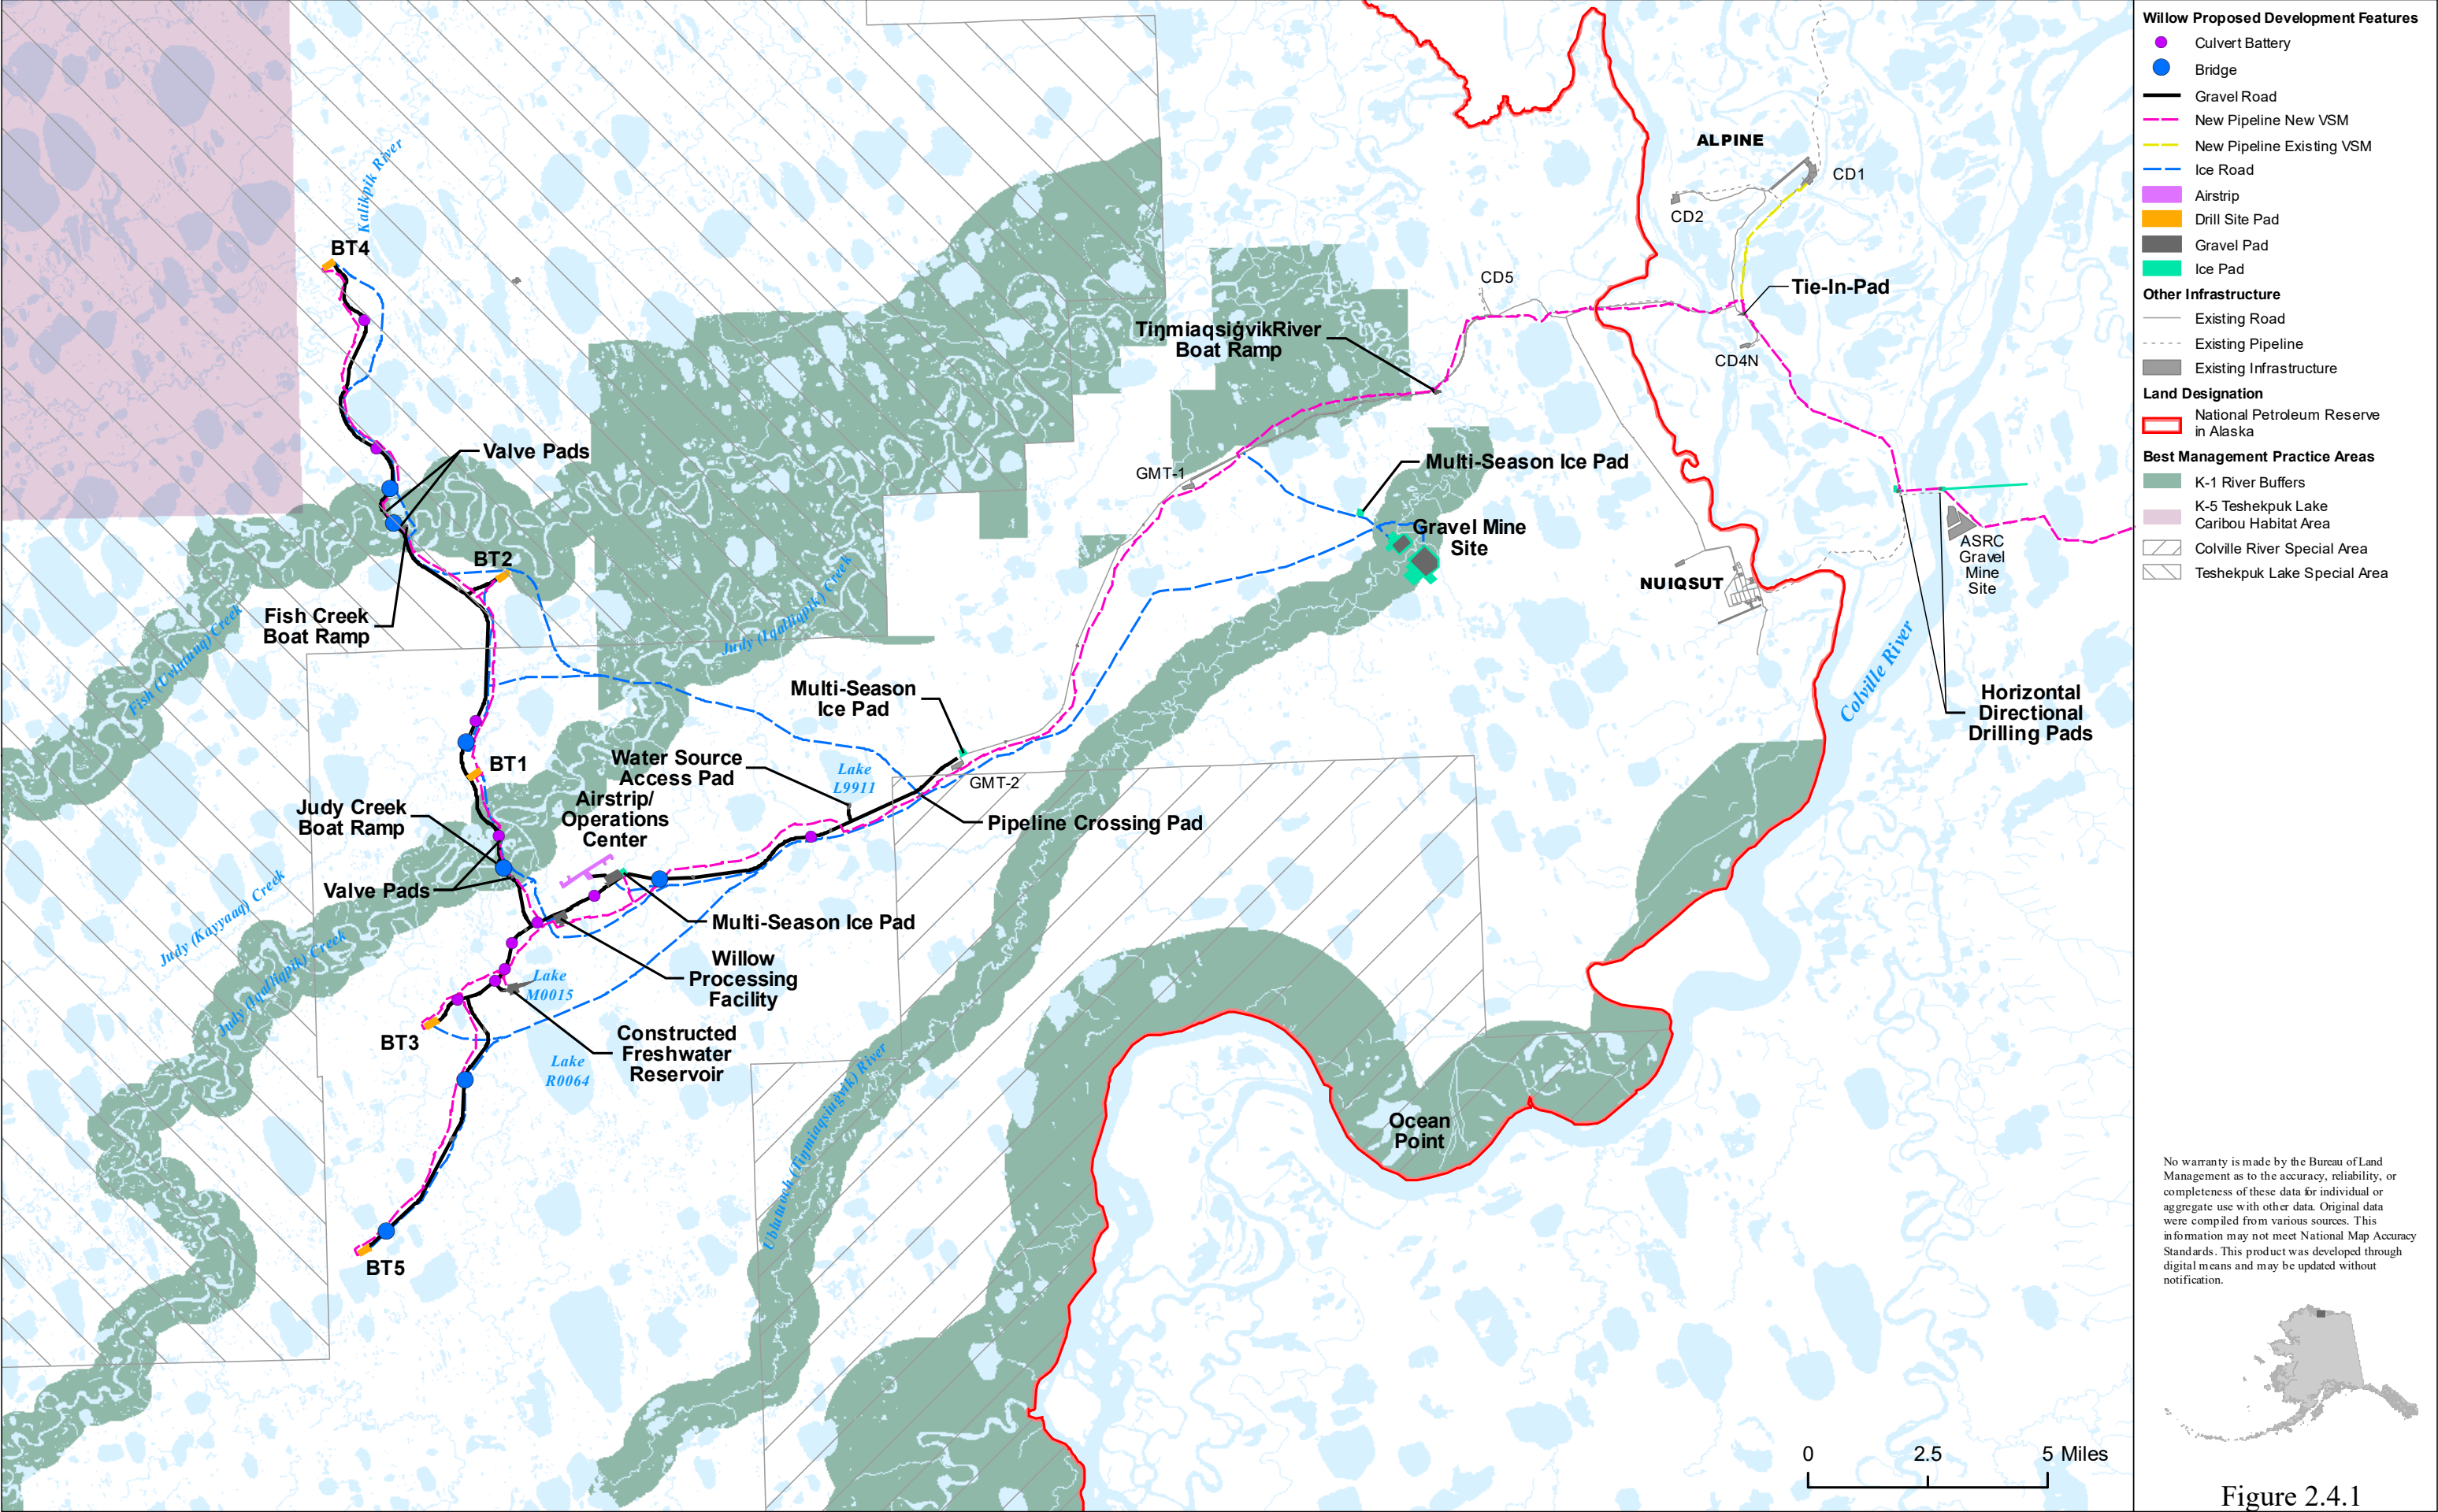 Kalikpik River
BT4
Valve Pads
BT2
Fish Creek
Boat Ramp
Fish (Uvlutuuq) Creek
Judy (Iqalliqpik) Creek
BT1
Judy Creek
Boat Ramp
Valve Pads
Judy (Kayyaaq) Creek
Judy (Iqalliqpik) Creek
Airstrip/
Operations
Center
Water Source
Access Pad
Lake
L9911
Multi-Season
Ice Pad
GMT-2
Pipeline Crossing Pad
Multi-Season Ice Pad
Willow
Processing
Facility
Lake
M0015
Constructed
Freshwater
Reservoir
Lake
R0064
BT3
BT5
ALPINE
CD1
CD2
CD5
Tie-In-Pad
CD4N
TiŋmiaqsiġvikRiver
Boat Ramp
GMT-1
Multi-Season Ice Pad
Gravel Mine
Site
NUIQSUT
ASRC
Gravel
Mine
Site
Colville River
Horizontal
Directional
Drilling Pads
Ocean
Point
0 2.5 5 Miles
Willow Proposed Development Features
Culvert Battery
Bridge
Gravel Road
New Pipeline New VSM
New Pipeline Existing VSM
Ice Road
Airstrip
Drill Site Pad
Gravel Pad
Ice Pad
Other Infrastructure
Existing Road
Existing Pipeline
Existing Infrastructure
Land Designation
National Petroleum Reserve
in Alaska
Best Management Practice Areas
K-1 River Buffers
K-5 Teshekpuk Lake
Caribou Habitat Area
Colville River Special Area
Teshekpuk Lake Special Area
No warranty is made by the Bureau of Land
Management as to the accuracy, reliability, or
completeness of these data for individual or
aggregate use with other data. Original data
were compiled from various sources. This
information may not meet National Map Accuracy
Standards. This product was developed through
digital means and may be updated without
notification.
Figure 2.4.1